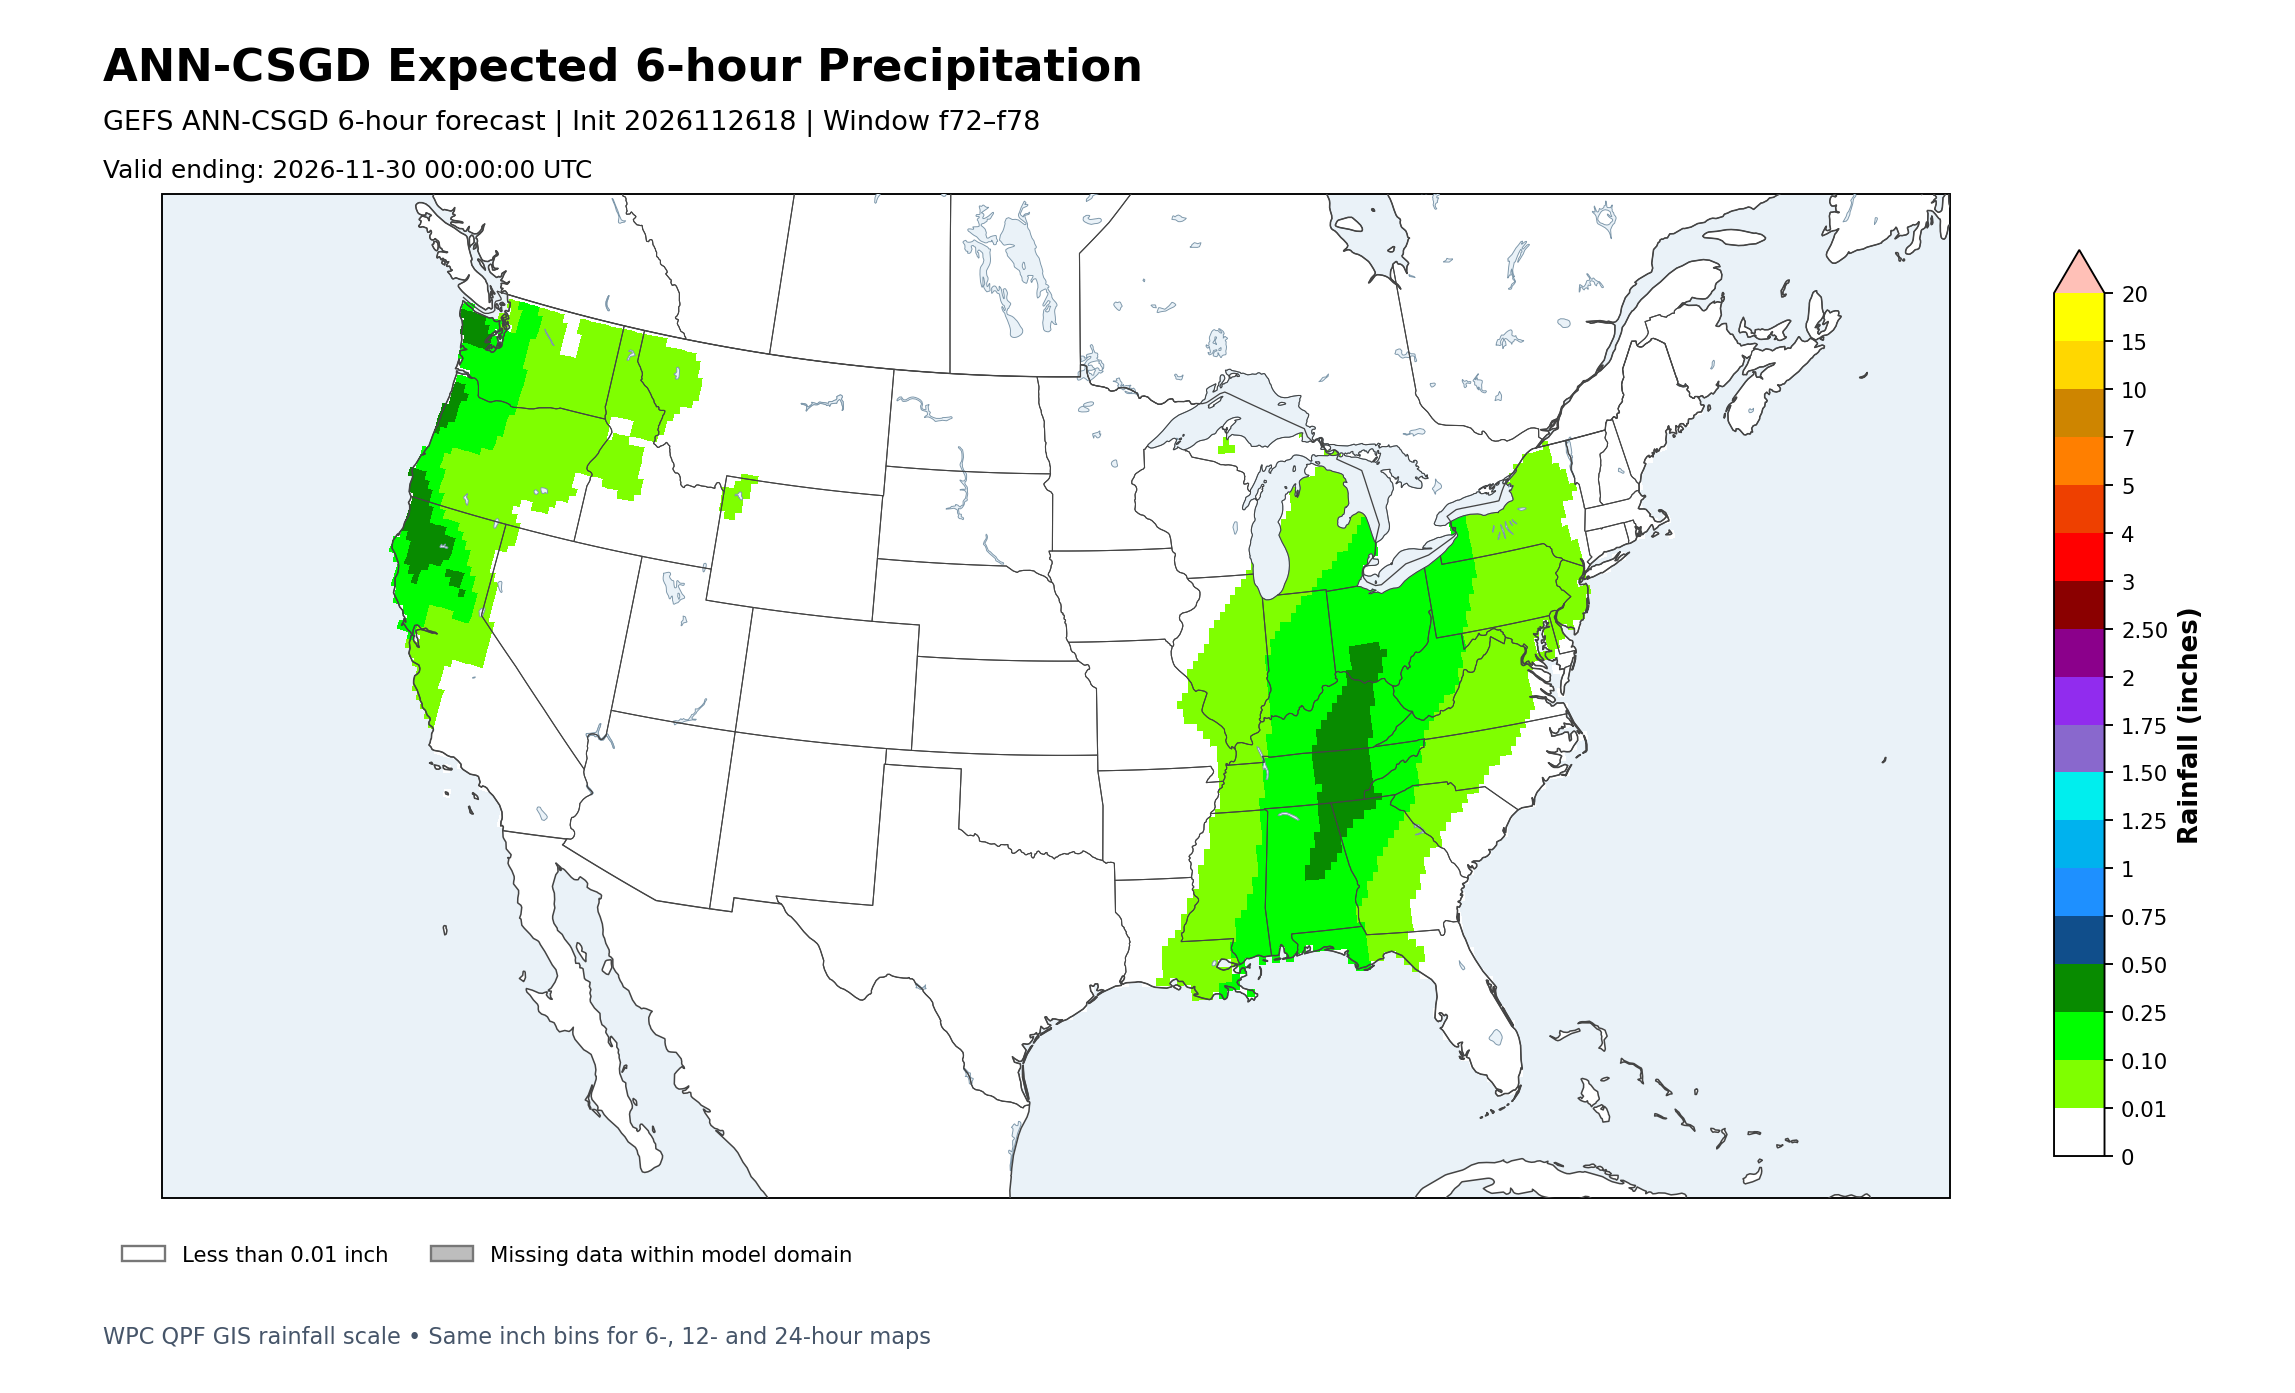 ANN-CSGD Expected 6-hour Precipitation
GEFS ANN-CSGD 6-hour forecast | Init 2026112618 | Window f72–f78
Valid ending: 2026-11-30 00:00:00 UTC
20
15
10
7
5
4
3
2.50
2
1.75
1.50
1.25
1
0.75
0.50
0.25
0.10
0.01
0
Rainfall (inches)
Less than 0.01 inch
Missing data within model domain
WPC QPF GIS rainfall scale • Same inch bins for 6-, 12- and 24-hour maps